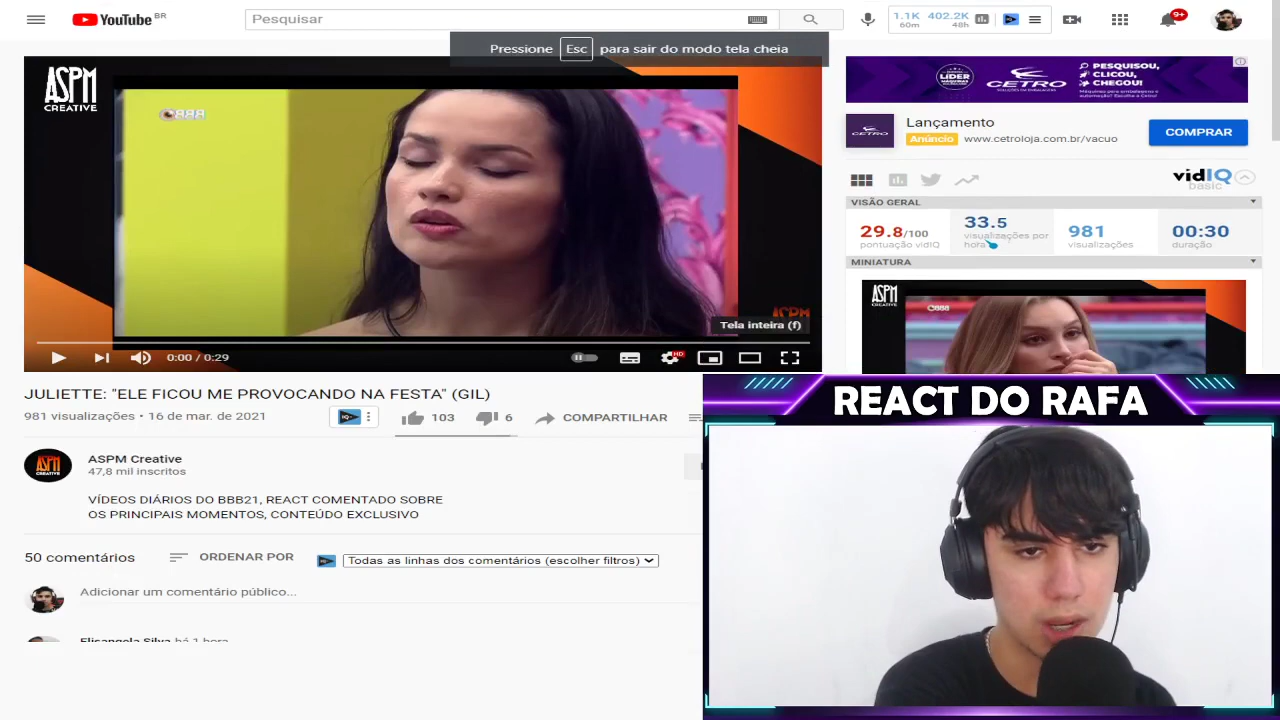 YouTube BR
Pesquisar
1.1K 402.2K
60m 48h
9+
Pressione Esc para sair do modo tela cheia
ASPM
CREATIVE
Tela inteira (f)
0:00 / 0:29
HD
PESQUISOU,
CLICOU,
CHEGOU!
LÍDER
CETRO
Lançamento
Anúncio www.cetroloja.com.br/vacuo
COMPRAR
vidIQ
basic
VISÃO GERAL
29.8/100
pontuação vidIQ
33.5
visualizações por
hora
981
visualizações
00:30
duração
MINIATURA
ASPM
CREATIVE
JULIETTE: "ELE FICOU ME PROVOCANDO NA FESTA" (GIL)
981 visualizações • 16 de mar. de 2021
103
6
COMPARTILHAR
ASPM Creative
47,8 mil inscritos
VÍDEOS DIÁRIOS DO BBB21, REACT COMENTADO SOBRE
OS PRINCIPAIS MOMENTOS, CONTEÚDO EXCLUSIVO
50 comentários
ORDENAR POR
Todas as linhas dos comentários (escolher filtros)
Adicionar um comentário público...
Elisangela Silva há 1 hora
REACT DO RAFA